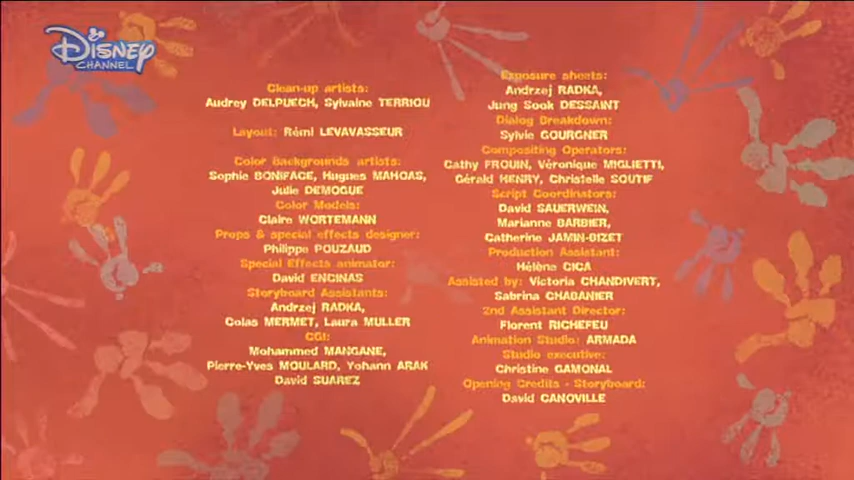 Disney
CHANNEL
Clean-up artists:
Audrey DELPUECH, Sylvaine TERRIOU
Layout: Rémi LEVAVASSEUR
Color Backgrounds artists:
Sophie BONIFACE, Hugues MAHOAS,
Julie DEMOGUE
Color Models:
Claire WORTEMANN
Props & special effects designer:
Philippe POUZAUD
Special Effects animator:
David ENCINAS
Storyboard Assistants:
Andrzej RADKA,
Colas MERMET, Laura MULLER
CGI:
Mohammed MANGANE,
Pierre-Yves MOULARD, Yohann ARAK
David SUAREZ
Exposure sheets:
Andrzej RADKA,
Jung Sook DESSAINT
Dialog Breakdown:
Sylvie GOURGNER
Compositing Operators:
Cathy FROUIN, Véronique MIGLIETTI,
Gérald HENRY, Christelle SOUTIF
Script Coordinators:
David SAUERWEIN,
Marianne BARBIER,
Catherine JAMIN-BIZET
Production Assistant:
Hélène CICA
Assisted by: Victoria CHANDIVERT,
Sabrina CHABANIER
2nd Assistant Director:
Florent RICHEFEU
Animation Studio: ARMADA
Studio executive:
Christine GAMONAL
Opening Credits - Storyboard:
David CANOVILLE